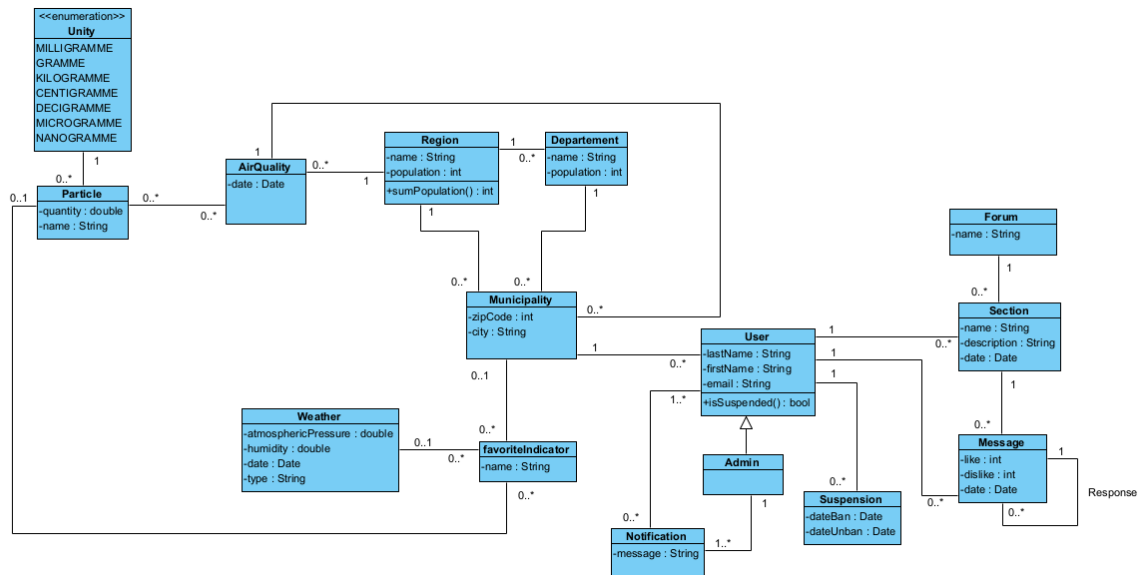 <<enumeration>>
Unity
MILLIGRAMME
GRAMME
KILOGRAMME
CENTIGRAMME
DECIGRAMME
MICROGRAMME
NANOGRAMME
1
0..*
Particle
-quantity : double
-name : String
0..1
0..*
0..*
AirQuality
-date : Date
1
0..*
1
Region
-name : String
-population : int
+sumPopulation() : int
1
0..*
Departement
-name : String
-population : int
1
1
0..*
0..*
Municipality
-zipCode : int
-city : String
0..*
1
0..*
0..1
0..*
Weather
-atmosphericPressure : double
-humidity : double
-date : Date
-type : String
0..1
0..*
favoriteIndicator
-name : String
0..*
User
-lastName : String
-firstName : String
-email : String
+isSuspended() : bool
1
0..*
1
1
1..*
Forum
-name : String
1
0..*
Section
-name : String
-description : String
-date : Date
1
0..*
Message
-like : int
-dislike : int
-date : Date
1
Response
0..*
0..*
Admin
1
0..*
Suspension
-dateBan : Date
-dateUnban : Date
0..*
Notification
-message : String
1..*